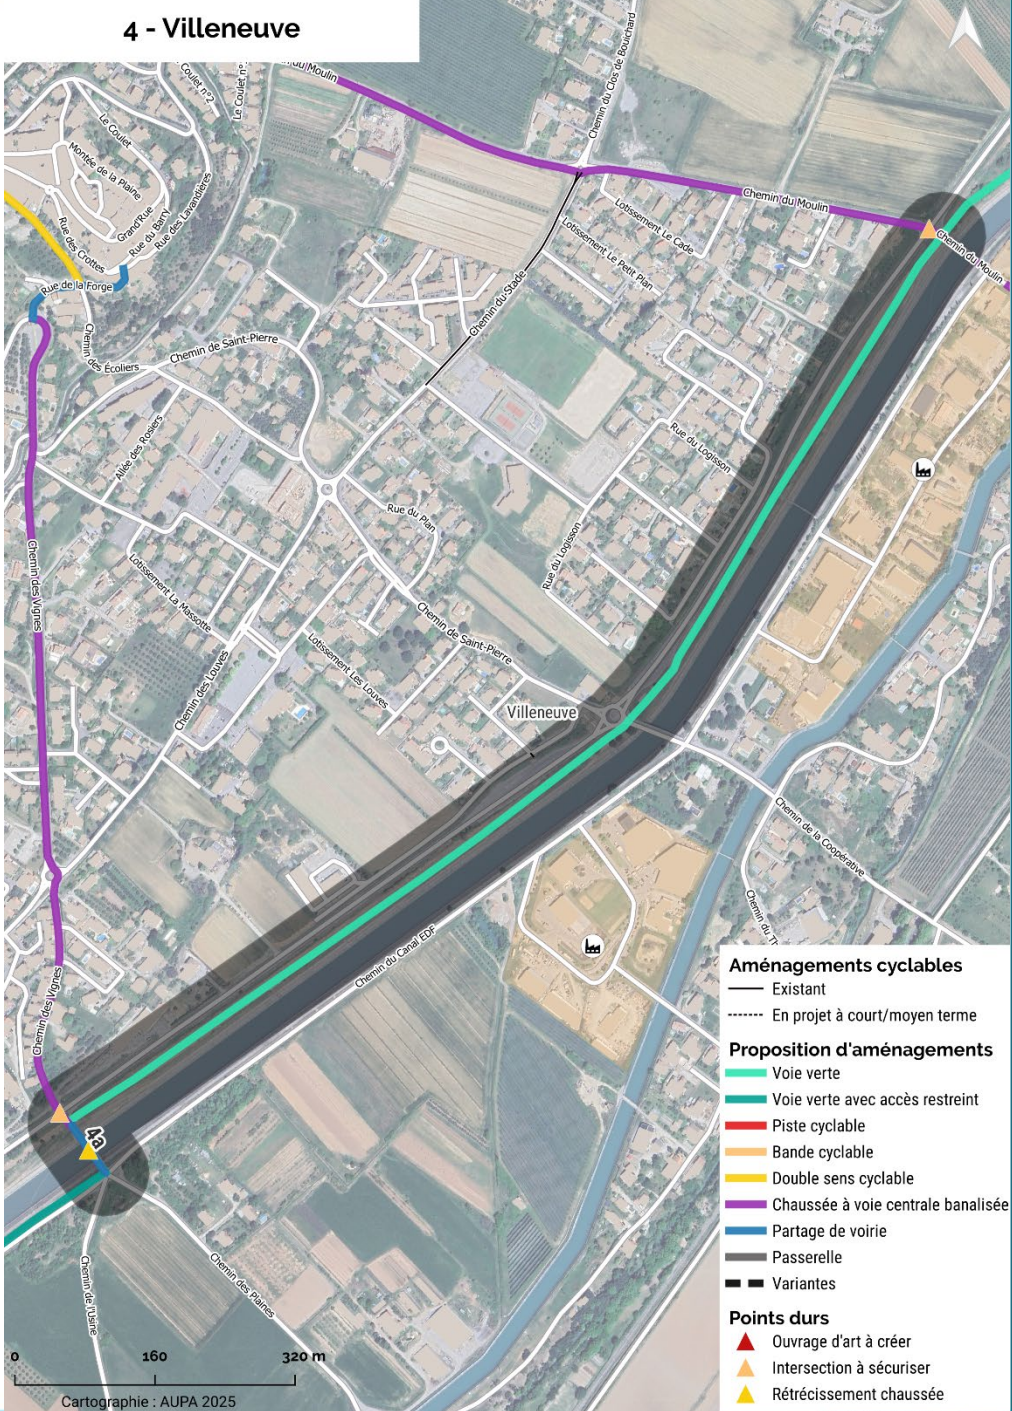 4 - Villeneuve
du Moulin
Le Coulet n°2
Le Coulet n°
Chemin du Clos de Bouichard
Le Coulet
Montée de la Plaine
Grand'Rue
Rue du Barry
Rue des Lavandières
Rue des Crottes
Rue de la Forge
Chemin des Écoliers
Chemin de Saint-Pierre
Chemin du Stade
Lotissement Le Cade
Lotissement Le Petit Plan
Chemin du Moulin
Chemin du Moulin
Allée des Rosiers
Rue du Logisson
Rue du Plan
Rue du Logisson
Chemin des Vignes
Lotissement La Massotte
Chemin de Saint-Pierre
Lotissement Les Louves
Chemin des Louves
Villeneuve
Chemin de la Coopérative
Chemin du Th
Chemin du Canal EDF
Chemin des Vignes
4a
Chemin de l'Usine
Chemin des Plaines
Aménagements cyclables
Existant
En projet à court/moyen terme
Proposition d'aménagements
Voie verte
Voie verte avec accès restreint
Piste cyclable
Bande cyclable
Double sens cyclable
Chaussée à voie centrale banalisée
Partage de voirie
Passerelle
Variantes
Points durs
Ouvrage d'art à créer
Intersection à sécuriser
Rétrécissement chaussée
0 160 320 m
Cartographie : AUPA 2025